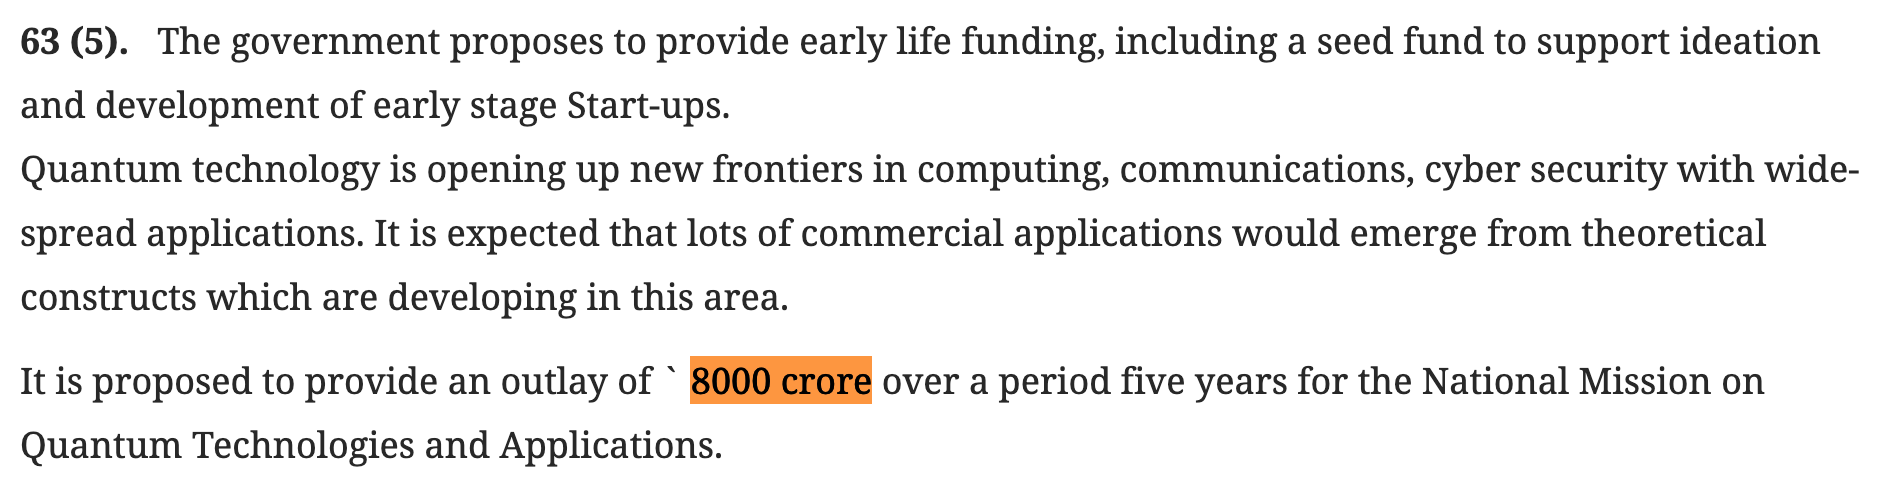 63 (5). The government proposes to provide early life funding, including a seed fund to support ideation
and development of early stage Start-ups.
Quantum technology is opening up new frontiers in computing, communications, cyber security with wide-
spread applications. It is expected that lots of commercial applications would emerge from theoretical
constructs which are developing in this area.
It is proposed to provide an outlay of ` 8000 crore over a period five years for the National Mission on
Quantum Technologies and Applications.